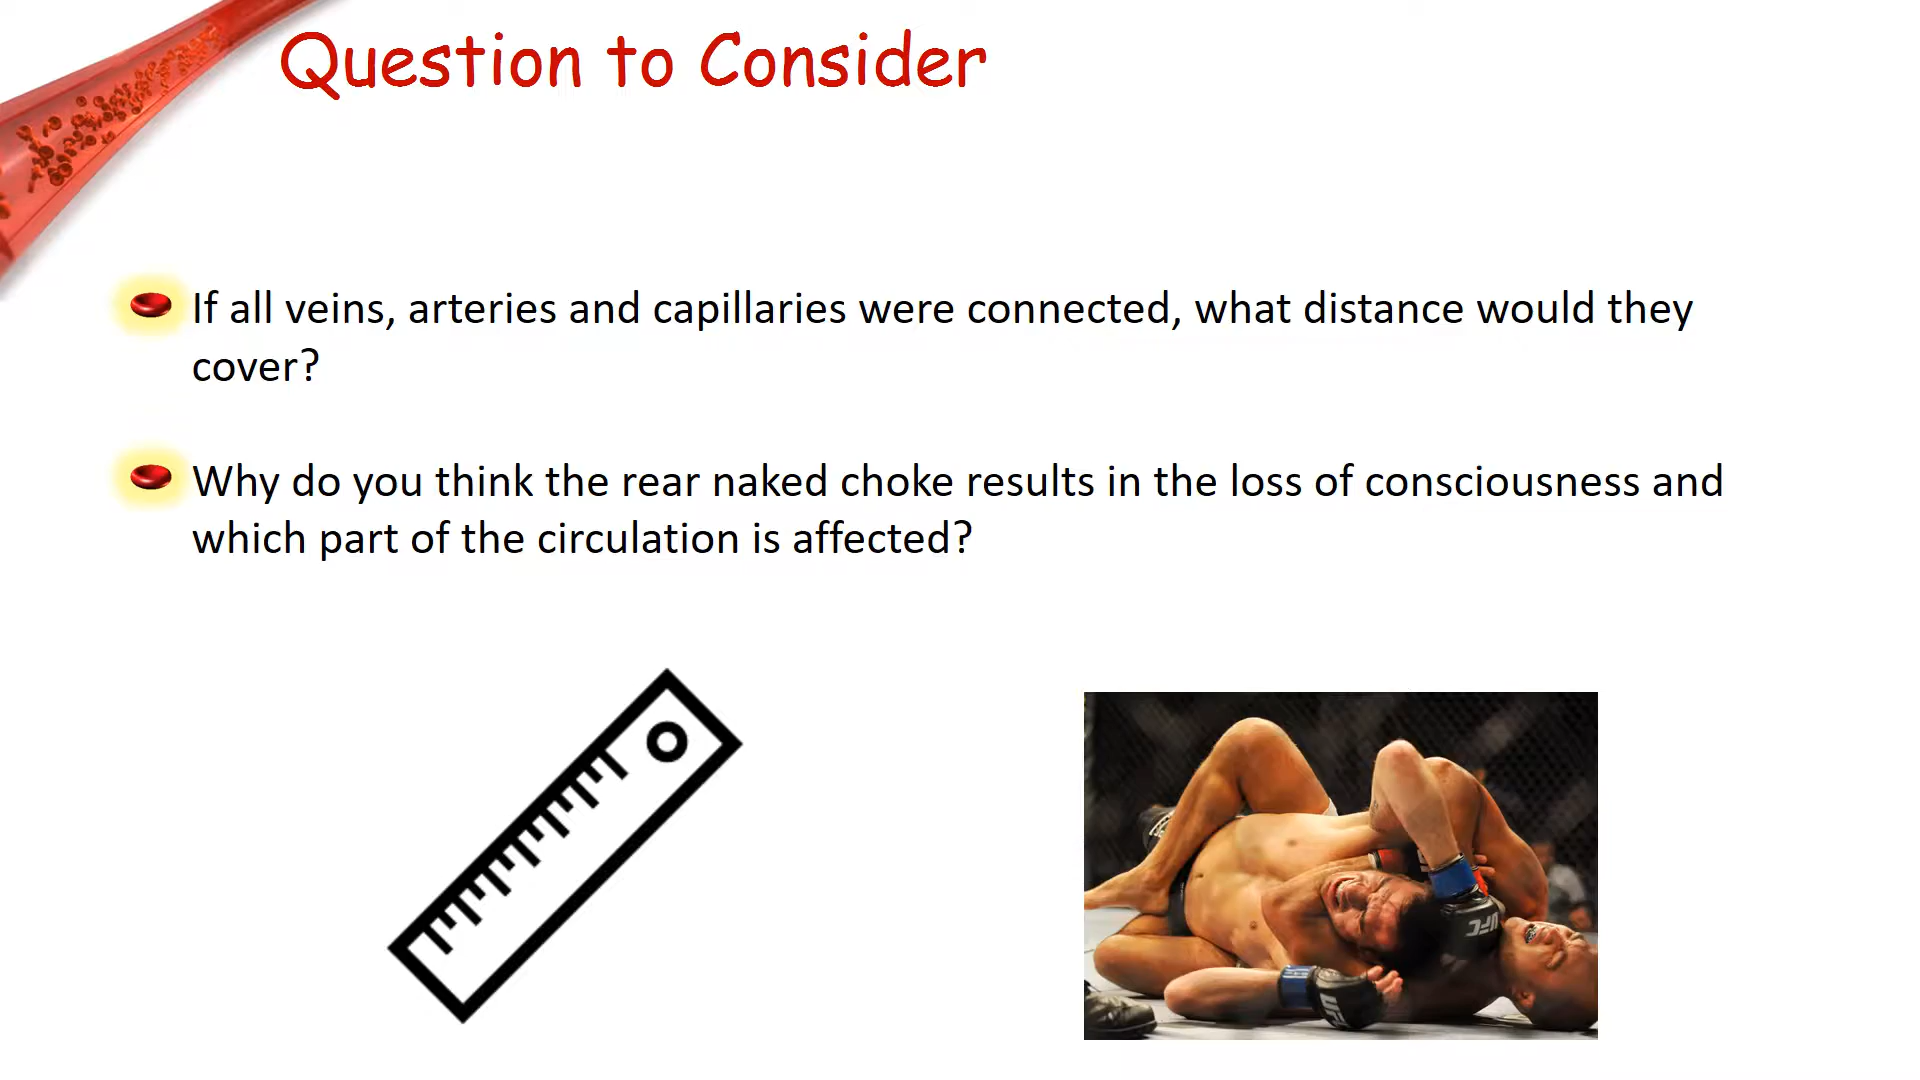 Question to Consider
If all veins, arteries and capillaries were connected, what distance would they
cover?
Why do you think the rear naked choke results in the loss of consciousness and
which part of the circulation is affected?
UFC
UFC